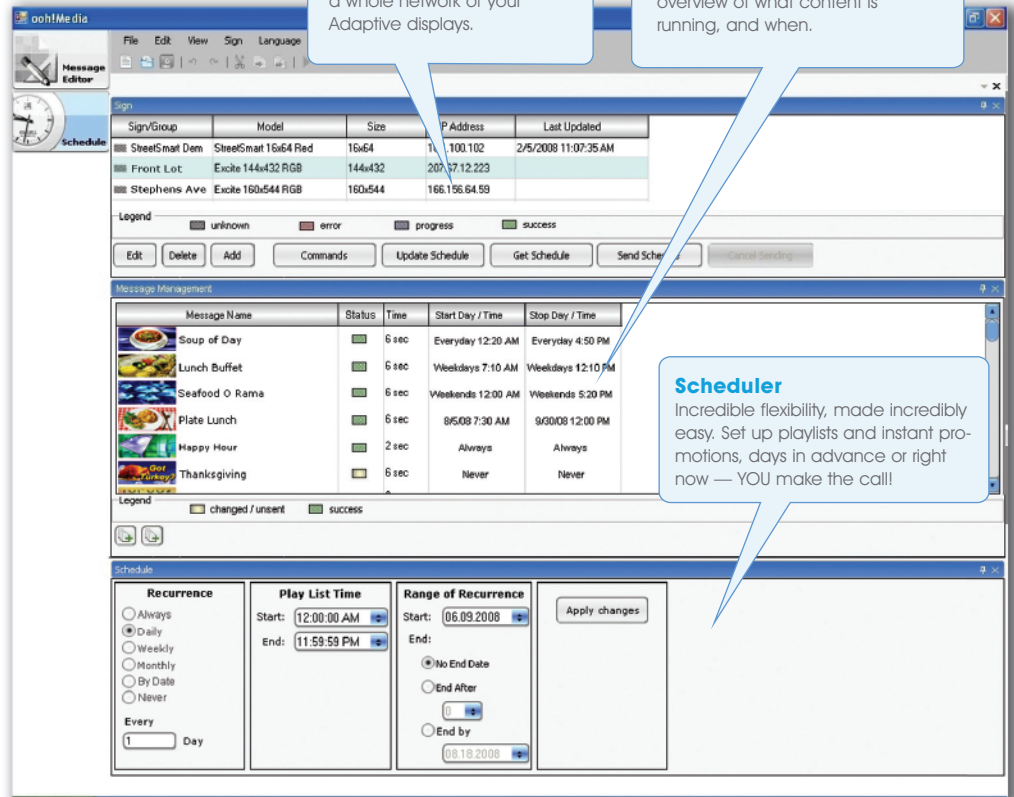 ooh!Media
a whole network of your
Adaptive displays.
overview of what content is
running, and when.
File Edit View Sign Language
Message
Editor
Schedule
Sign
Sign/Group Model Size P Address Last Updated
StreetSmart Dem StreetSmart 16x64 Red 16x64 .100.102 2/5/2008 11:07:35 AM
Front Lot Excite 144x432 RGB 144x432 207. 67.12.223
Stephens Ave Excite 160x544 RGB 160x544 166.156.64.59
Legend
unknown error progress success
Edit Delete Add Commands Update Schedule Get Schedule Send Sche Cancel Sending
Message Management
Message Name Status Time Start Day / Time Stop Day / Time
Soup of Day 6 sec Everyday 12:20 AM Everyday 4:50 PM
Lunch Buffet 6 sec Weekdays 7:10 AM Weekdays 12:10 PM
Seafood O Rama 6 sec Weekends 12:00 AM Weekends 5:20 PM
Plate Lunch 6 sec 8/5/08 7:30 AM 9/30/08 12:00 PM
Happy Hour 2 sec Always Always
Got
Turkey?
Thanksgiving 6 sec Never Never
Legend
changed / unsent success
Scheduler
Incredible flexibility, made incredibly
easy. Set up playlists and instant pro-
motions, days in advance or right
now — YOU make the call!
Schedule
Recurrence
Always
Daily
Weekly
Monthly
By Date
Never
Every
1 Day
Play List Time
Start: 12:00:00 AM
End: 11:59:59 PM
Range of Recurrence
Start: 06.09.2008
End:
No End Date
End After
0
End by
08.18.2008
Apply changes